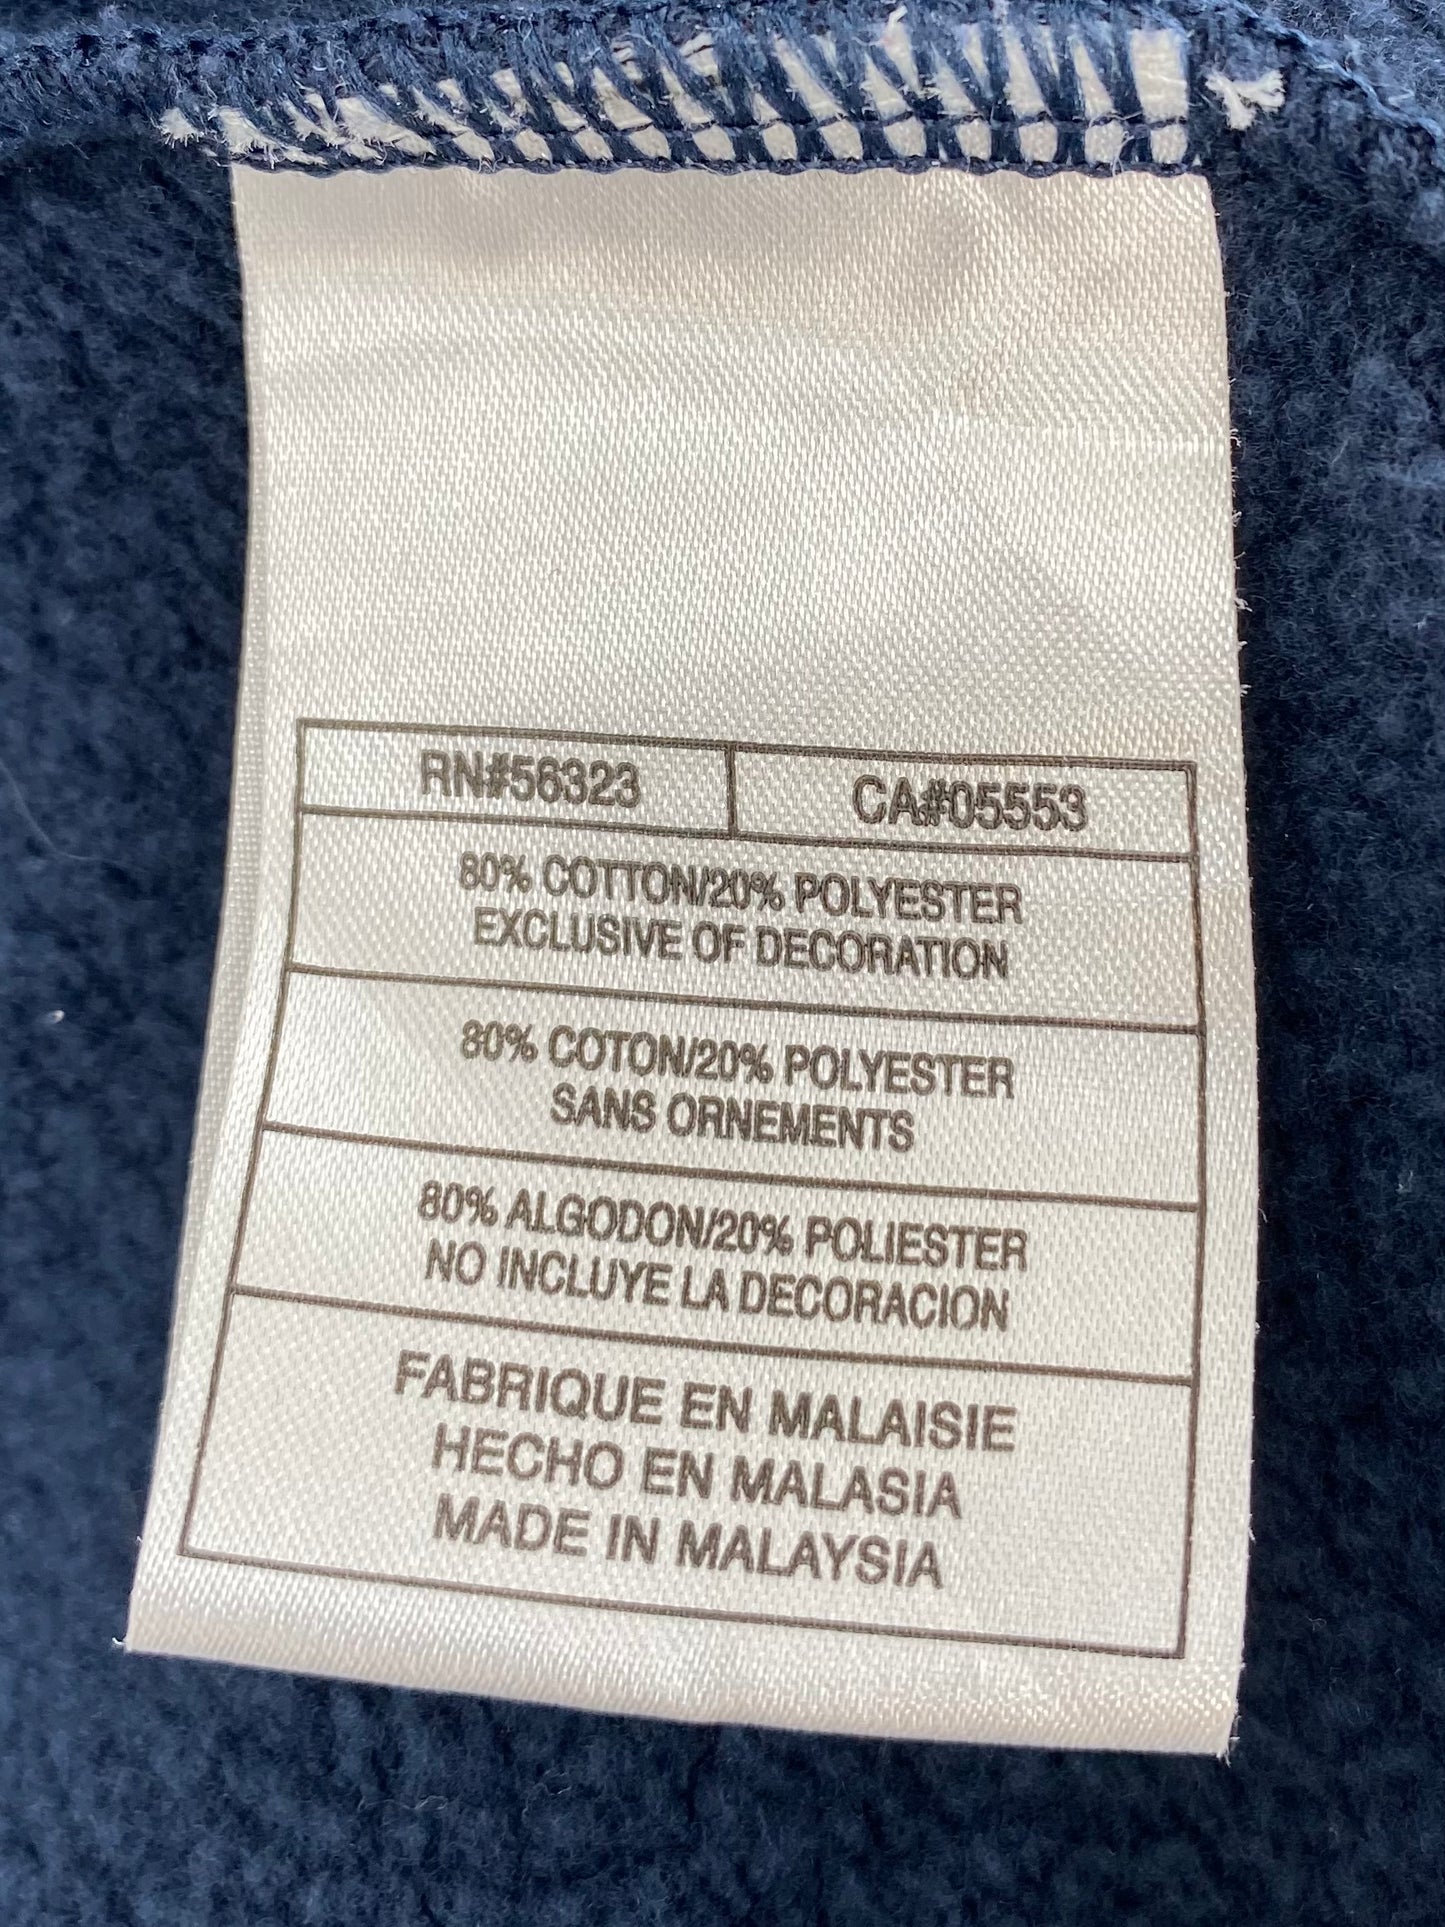 RN#56323
CA#05553
80% COTTON/20% POLYESTER
EXCLUSIVE OF DECORATION
80% COTON/20% POLYESTER
SANS ORNEMENTS
80% ALGODON/20% POLIESTER
NO INCLUYE LA DECORACION
FABRIQUE EN MALAISIE
HECHO EN MALASIA
MADE IN MALAYSIA